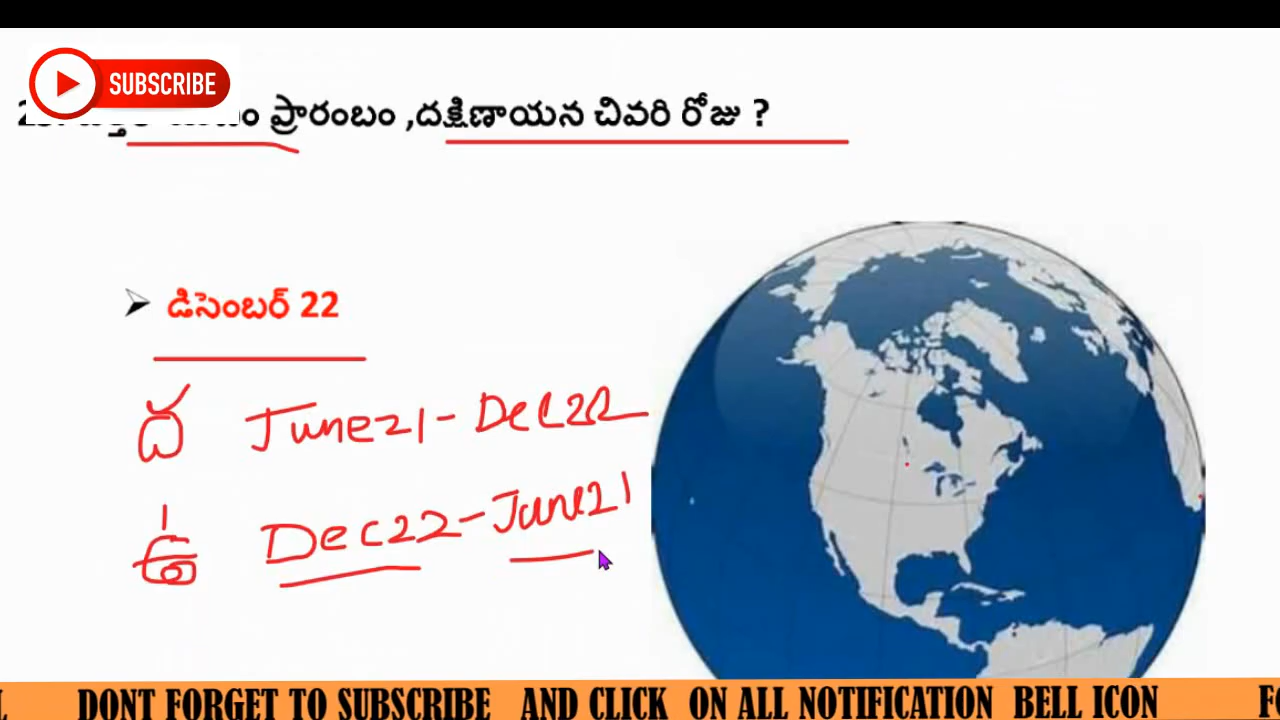 SUBSCRIBE
ప్రారంబం ,దక్షిణాయన చివరి రోజు ?
➤ డిసెంబర్ 22
ద June21-Dec22
ఉ Dec22-June21
DONT FORGET TO SUBSCRIBE AND CLICK ON ALL NOTIFICATION BELL ICON